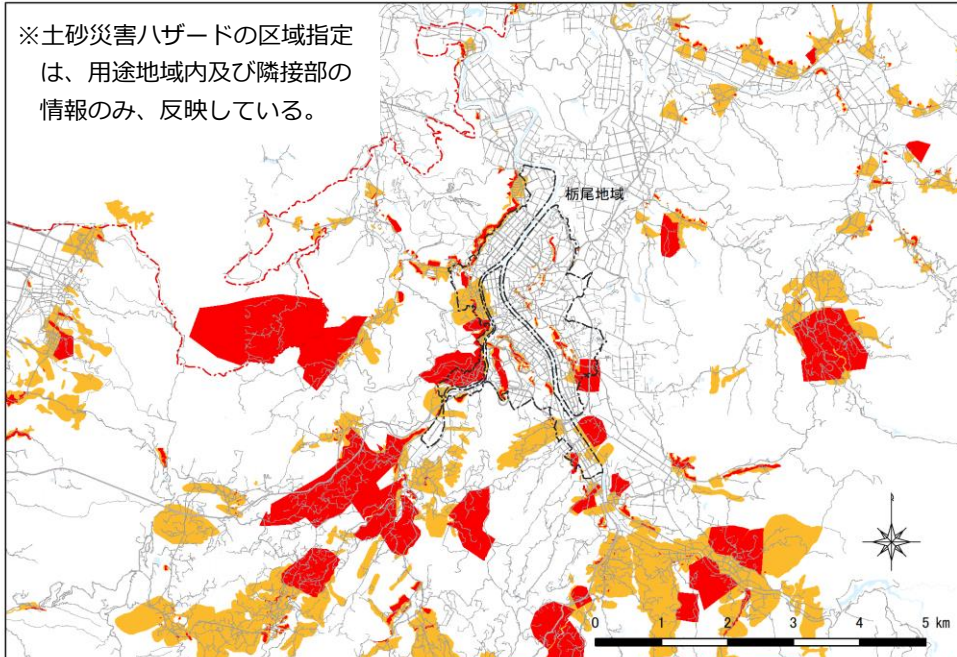 ※土砂災害ハザードの区域指定
は、用途地域内及び隣接部の
情報のみ、反映している。
栃尾地域
0 1 2 3 4 5 km